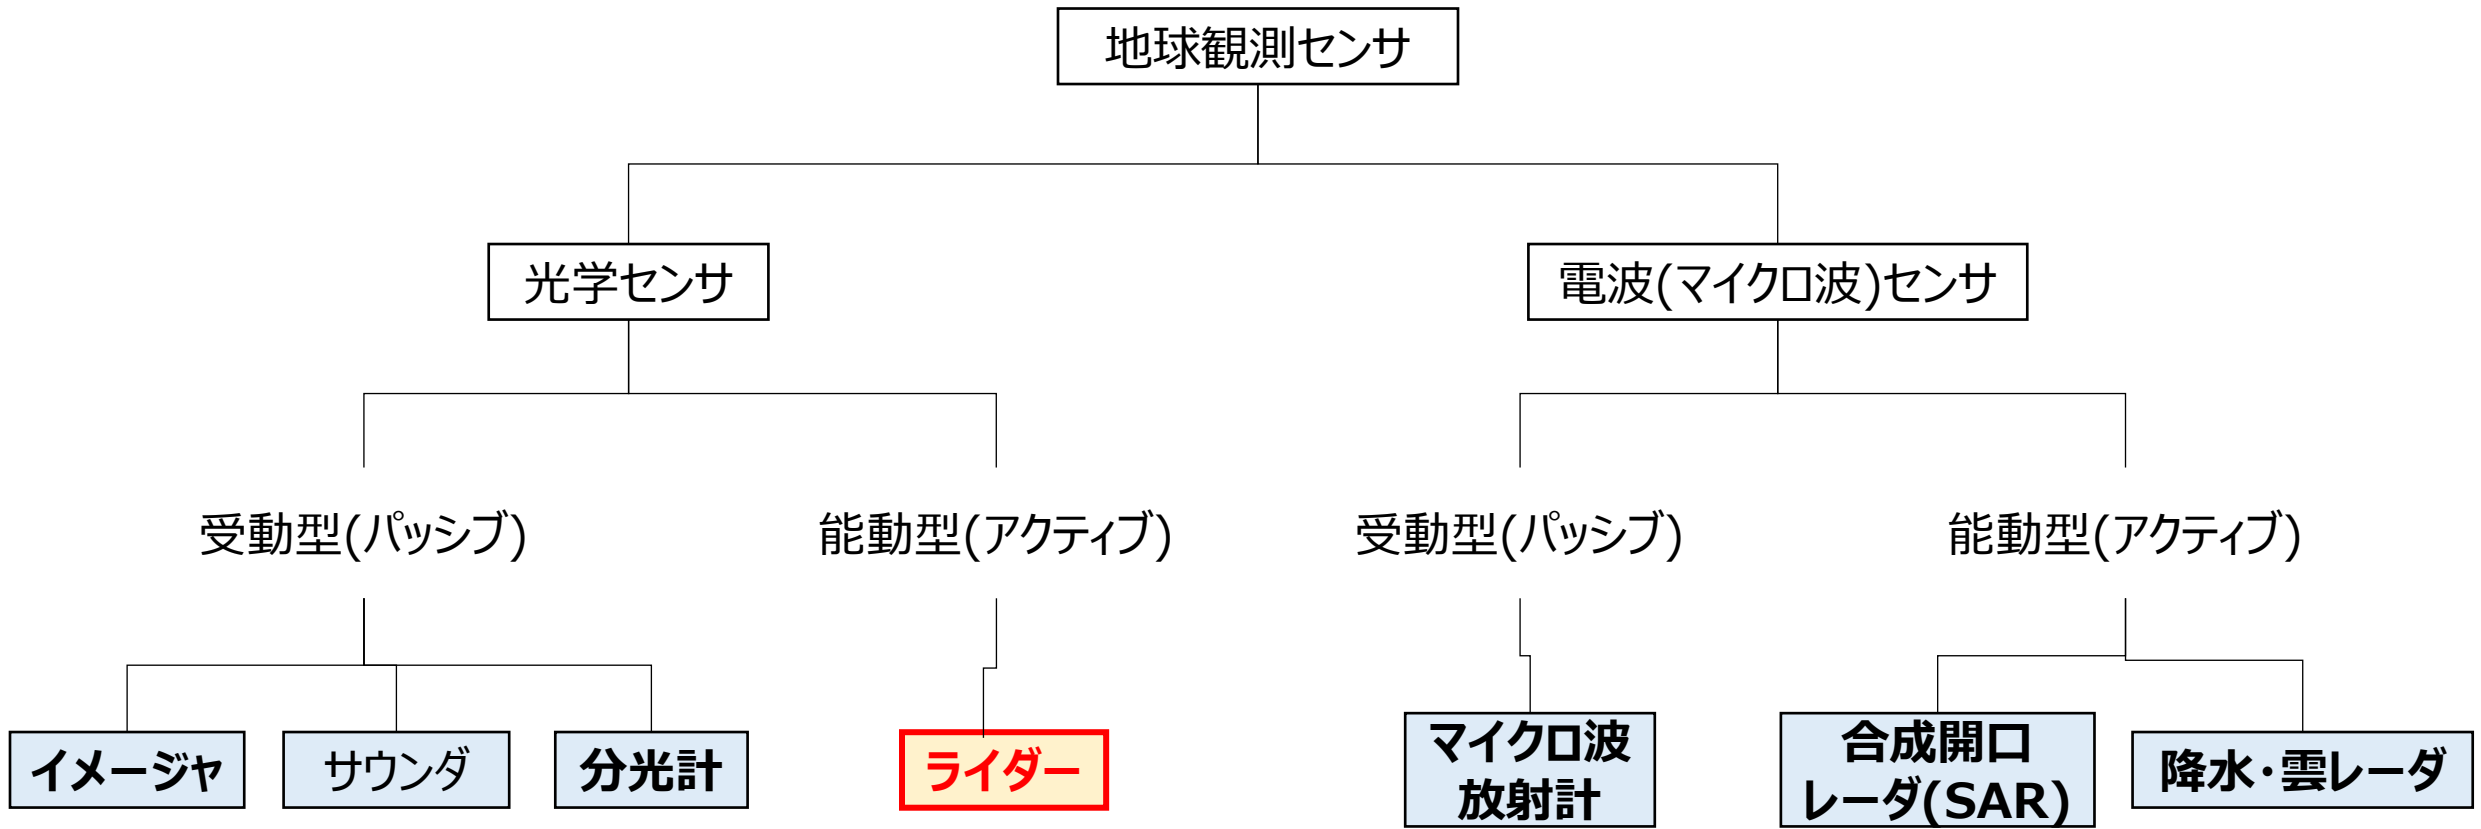 地球観測センサ
光学センサ
電波(マイクロ波)センサ
受動型(パッシブ)
能動型(アクティブ)
受動型(パッシブ)
能動型(アクティブ)
イメージャ
サウンダ
分光計
ライダー
マイクロ波
放射計
合成開口
レーダ(SAR)
降水・雲レーダ